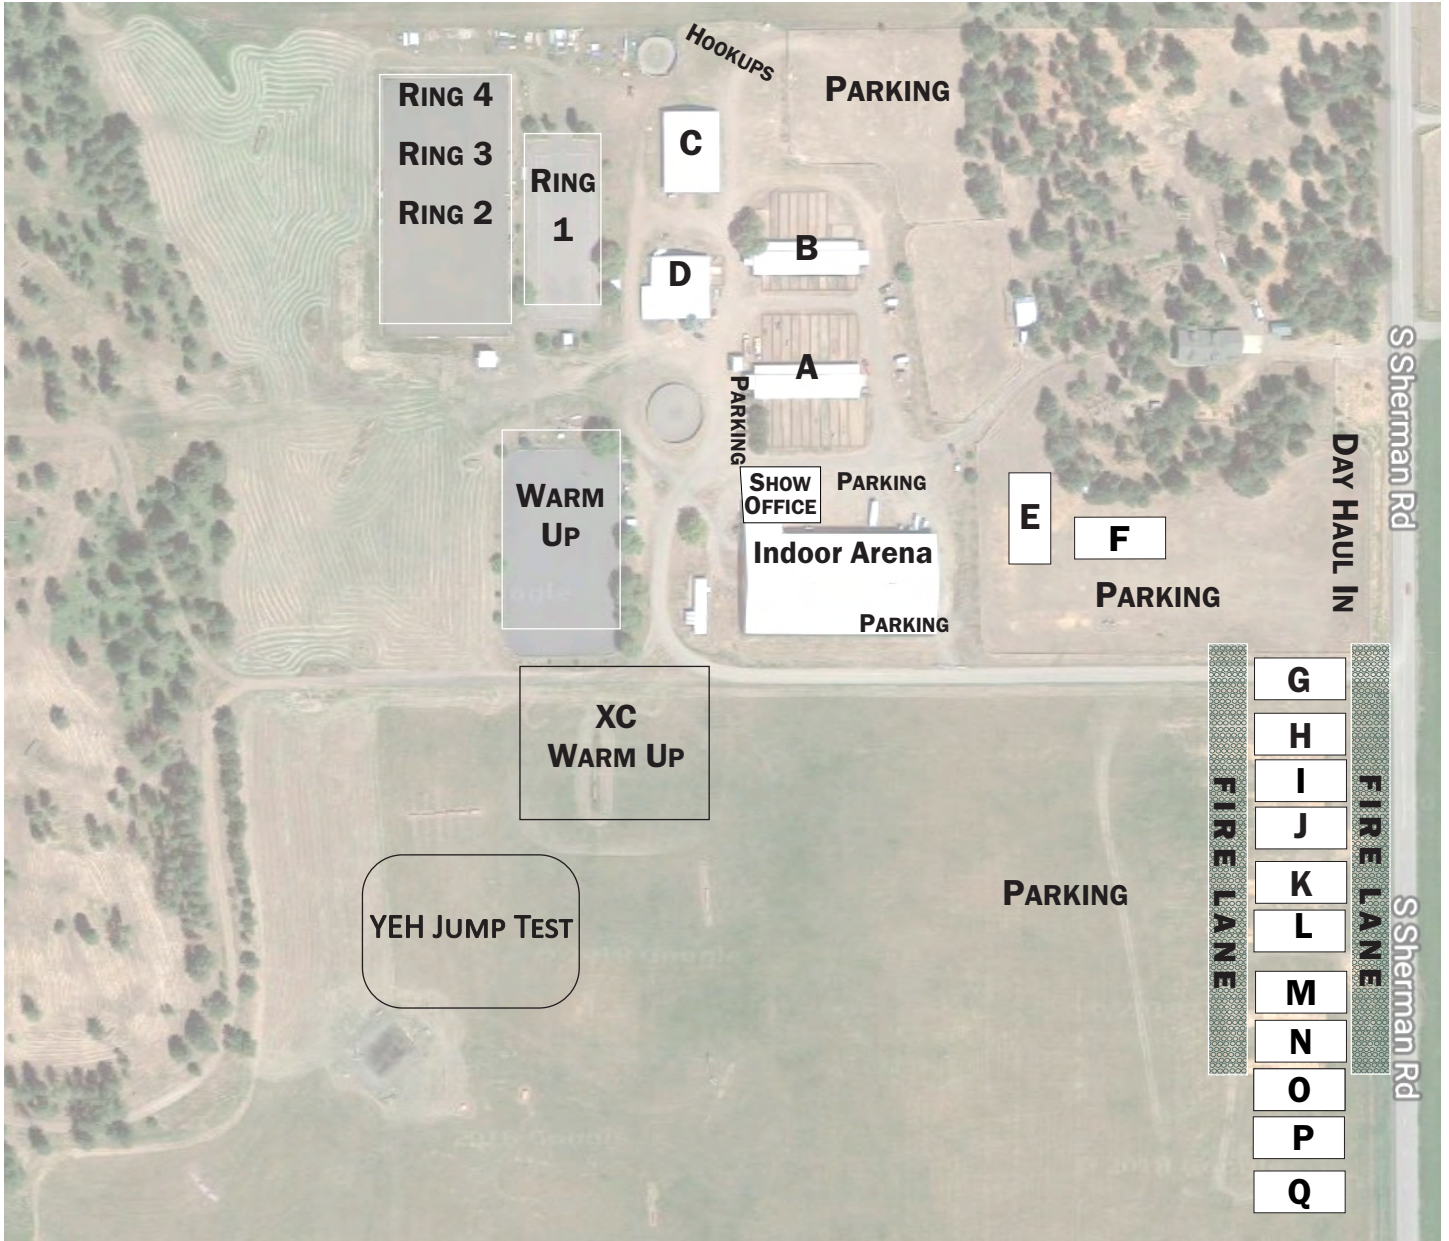 HOOKUPS
PARKING
RING 4
RING 3
RING 2
RING
1
C
B
D
A
PARKING
S Sherman Rd
DAY HAUL IN
SHOW
OFFICE
PARKING
WARM
UP
E
F
Indoor Arena
PARKING
PARKING
XC
WARM UP
G
H
I
J
K
L
M
N
O
P
Q
FIRE LANE
FIRE LANE
PARKING
YEH JUMP TEST
S Sherman Rd